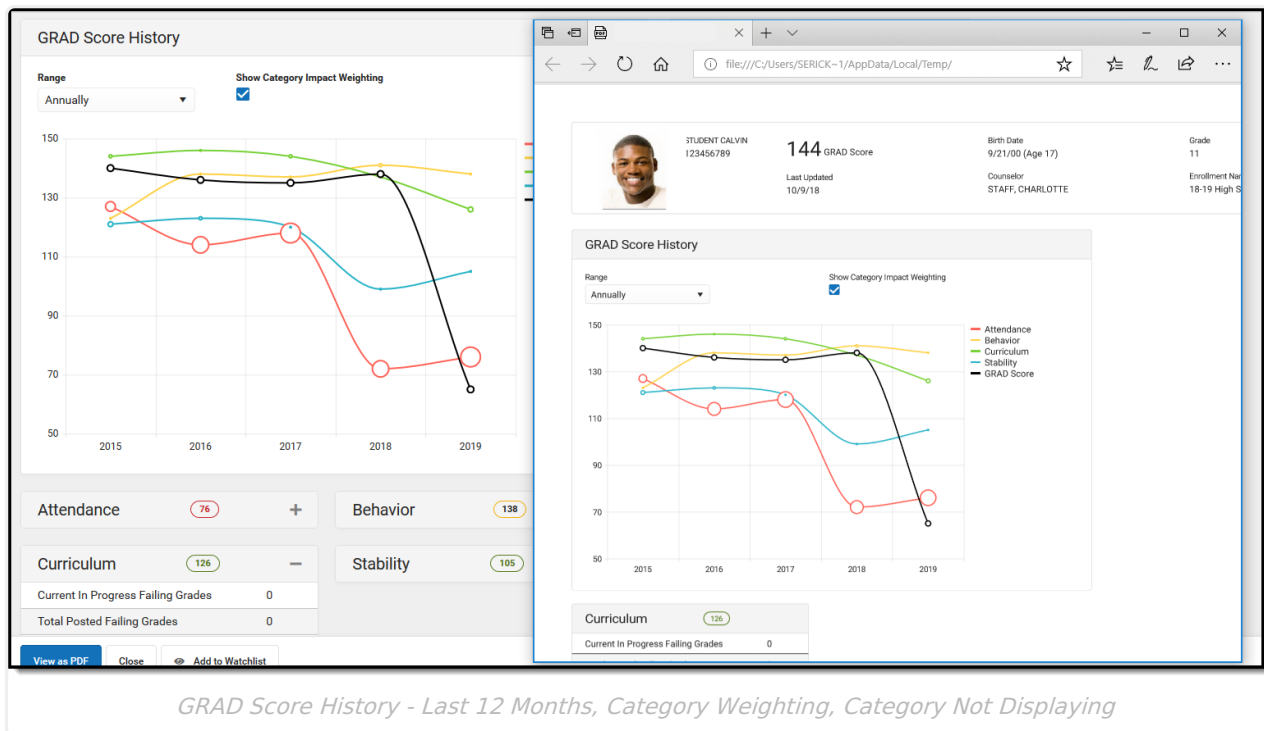 GRAD Score History
Range
Show Category Impact Weighting
Annually
150
130
110
90
70
50
2015 2016 2017 2018 2019
Attendance 76
Behavior 138
Curriculum 126
Stability 105
Current In Progress Failing Grades 0
Total Posted Failing Grades 0
View as PDF Close Add to Watchlist
PDF
file:///C:/Users/SERICK~1/AppData/Local/Temp/
STUDENT CALVIN
123456789
144 GRAD Score
Last Updated
10/9/18
Birth Date
9/21/00 (Age 17)
Counselor
STAFF, CHARLOTTE
Grade
11
Enrollment Nar
18-19 High S
GRAD Score History
Range
Show Category Impact Weighting
Annually
150
130
110
90
70
50
2015 2016 2017 2018 2019
Attendance
Behavior
Curriculum
Stability
GRAD Score
Curriculum 126
Current In Progress Failing Grades 0
GRAD Score History - Last 12 Months, Category Weighting, Category Not Displaying